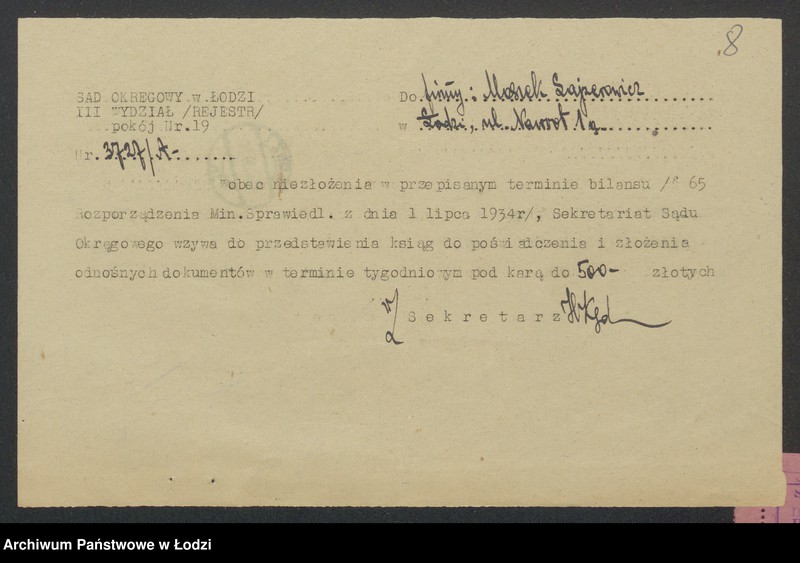 8
SĄD OKRĘGOWY w ŁODZI
III WYDZIAŁ /REJESTR/
pokój Nr.19
Nr. 3727/A-
Do firmy: Moszek Łajzerowicz
w Łodzi, ul. Nawrot 1a
Wobec niezłożenia w przepisanym terminie bilansu /§ 65
Rozporządzenia Min.Sprawiedl. z dnia 1 lipca 1934r/, Sekretariat Sądu
Okręgowego wzywa do przedstawienia ksiąg do poświadczenia i złożenia
odnośnych dokumentów w terminie tygodniowym pod karą do 500- złotych
Sekretarz
Archiwum Państwowe w Łodzi